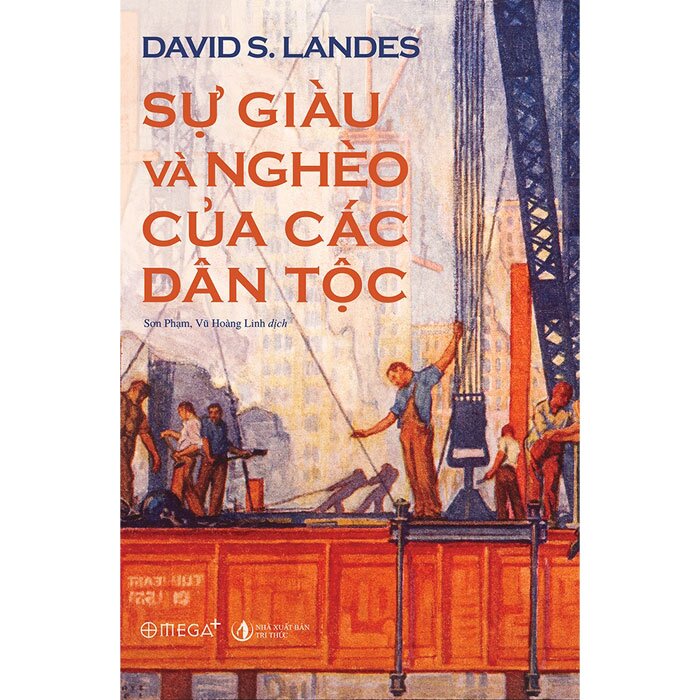 DAVID S. LANDES
SỰ GIÀU
VÀ NGHÈO
CỦA CÁC
DÂN TỘC
Sơn Phạm, Vũ Hoàng Linh dịch
OMEGA+
NHÀ XUẤT BẢN
TRI THỨC